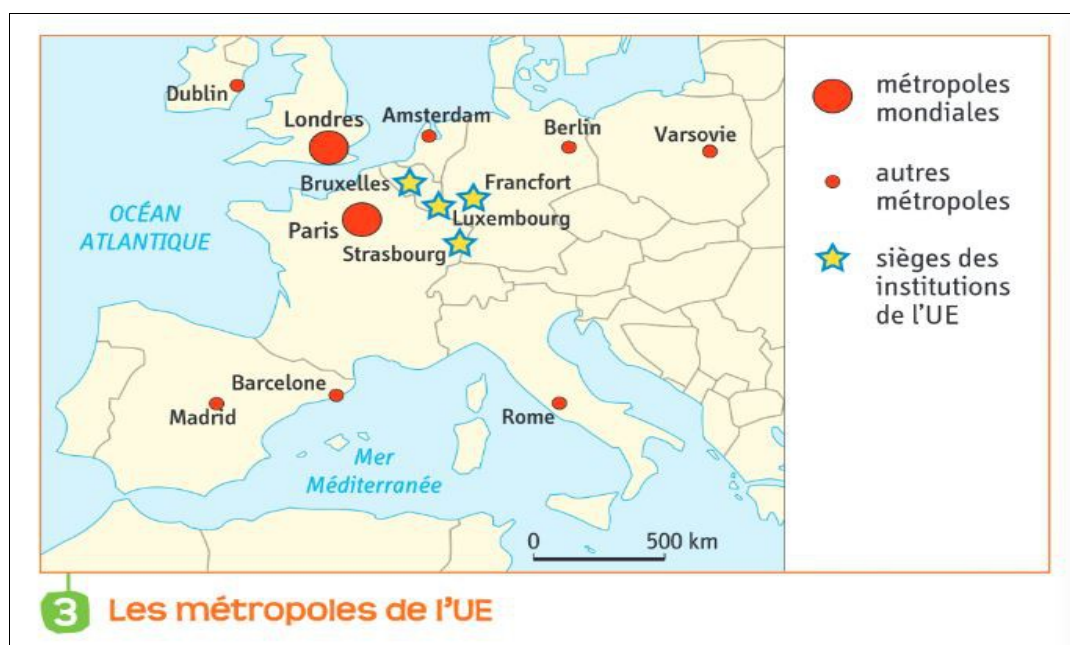 Dublin
Londres
Amsterdam
Berlin
Varsovie
Bruxelles
Francfort
Luxembourg
Paris
Strasbourg
OCÉAN
ATLANTIQUE
Barcelone
Madrid
Rome
Mer
Méditerranée
0 500 km
métropoles
mondiales
autres
métropoles
sièges des
institutions
de l'UE
3 Les métropoles de l'UE